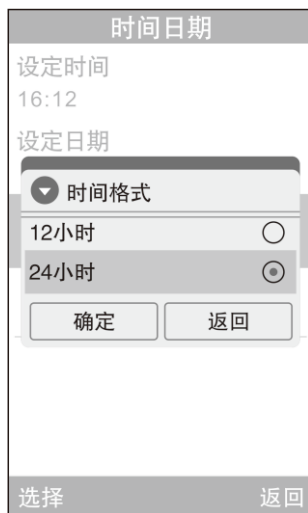 时间日期
设定时间
16:12
设定日期
时间格式
12小时
24小时
确定 返回
选择 返回